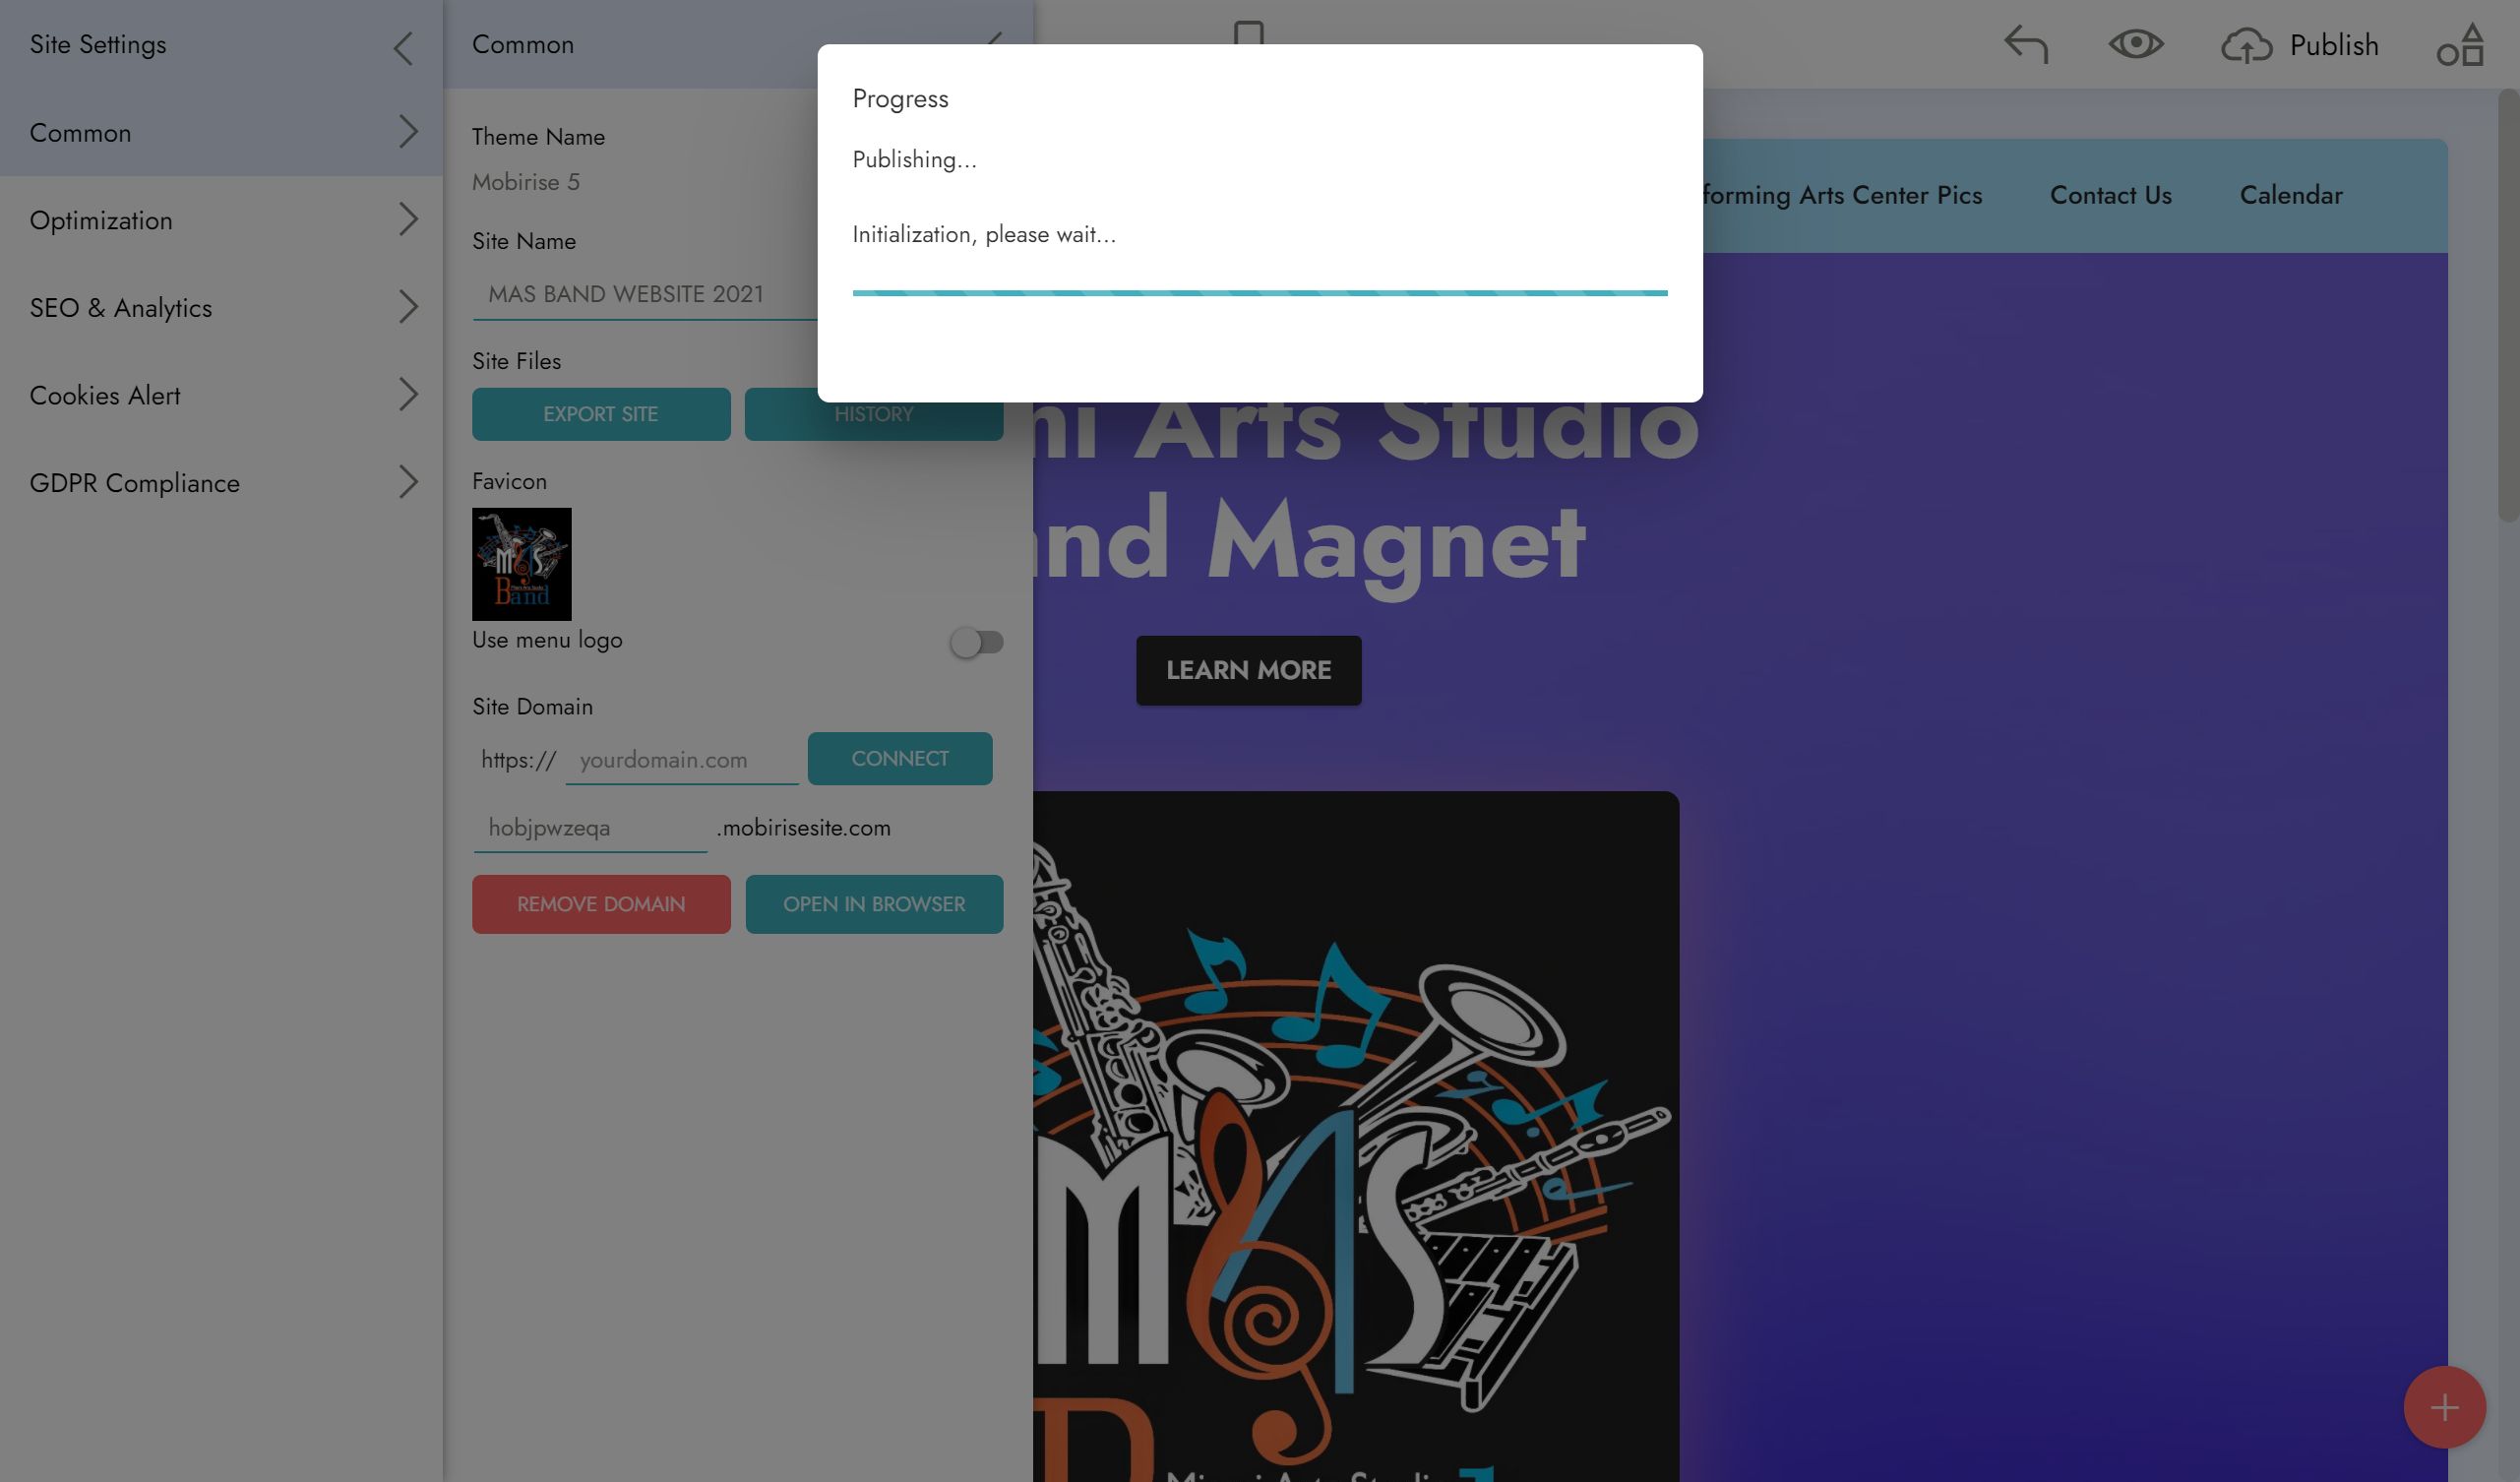 Site Settings
Common
Optimization
SEO & Analytics
Cookies Alert
GDPR Compliance
Common
Theme Name
Mobirise 5
Site Name
MAS BAND WEBSITE 2021
Site Files
EXPORT SITE
HISTORY
Favicon
MAS
Band
Use menu logo
Site Domain
https:// yourdomain.com
CONNECT
hobjpwzeqa .mobirisesite.com
REMOVE DOMAIN
OPEN IN BROWSER
Progress
Publishing...
Initialization, please wait...
Publish
forming Arts Center Pics
Contact Us
Calendar
ni Arts Studio
nd Magnet
LEARN MORE
MAS